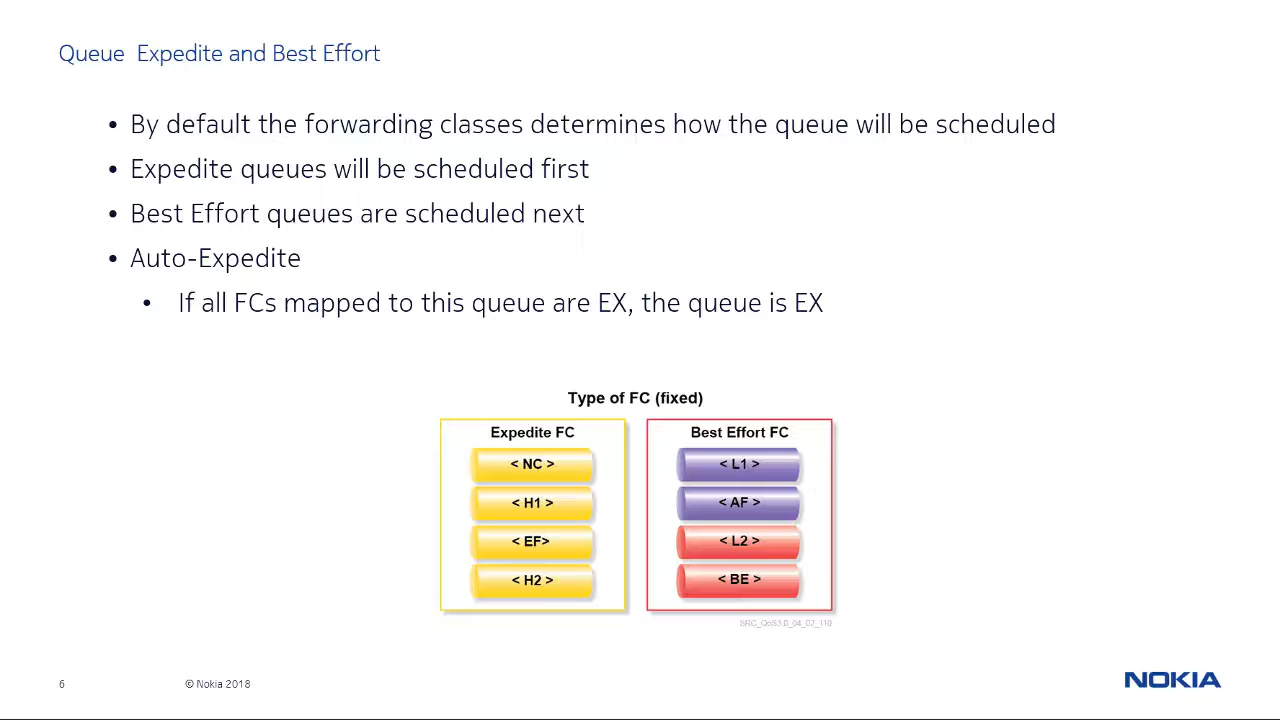 Queue Expedite and Best Effort
• By default the forwarding classes determines how the queue will be scheduled
• Expedite queues will be scheduled first
• Best Effort queues are scheduled next
• Auto-Expedite
• If all FCs mapped to this queue are EX, the queue is EX
Type of FC (fixed)
Expedite FC
< NC >
< H1 >
< EF>
< H2 >
Best Effort FC
< L1 >
< AF >
< L2 >
< BE >
SRC_QoS3.0_04_02_110
6
© Nokia 2018
NOKIA